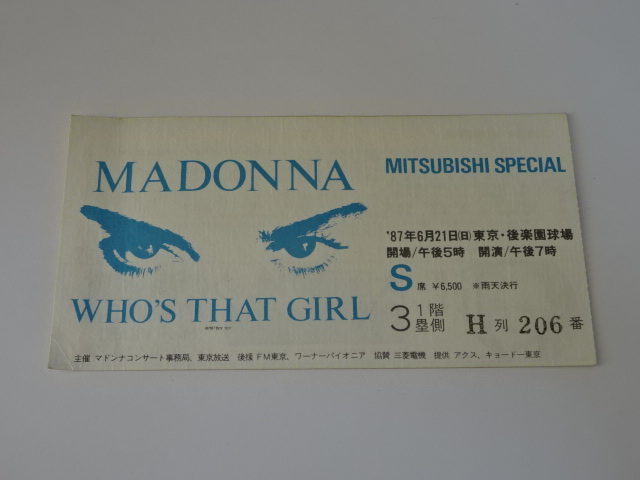 MADONNA
WHO'S THAT GIRL
MITSUBISHI SPECIAL
'87年6月21日(日)東京・後楽園球場
開場/午後5時 開演/午後7時
S席 ¥6,500 ※雨天決行
1階
3塁側 H列 206番
主催 マドンナコンサート事務局、東京放送 後援 FM東京、ワーナーパイオニア 協賛 三菱電機 提供 アクス、キョードー東京